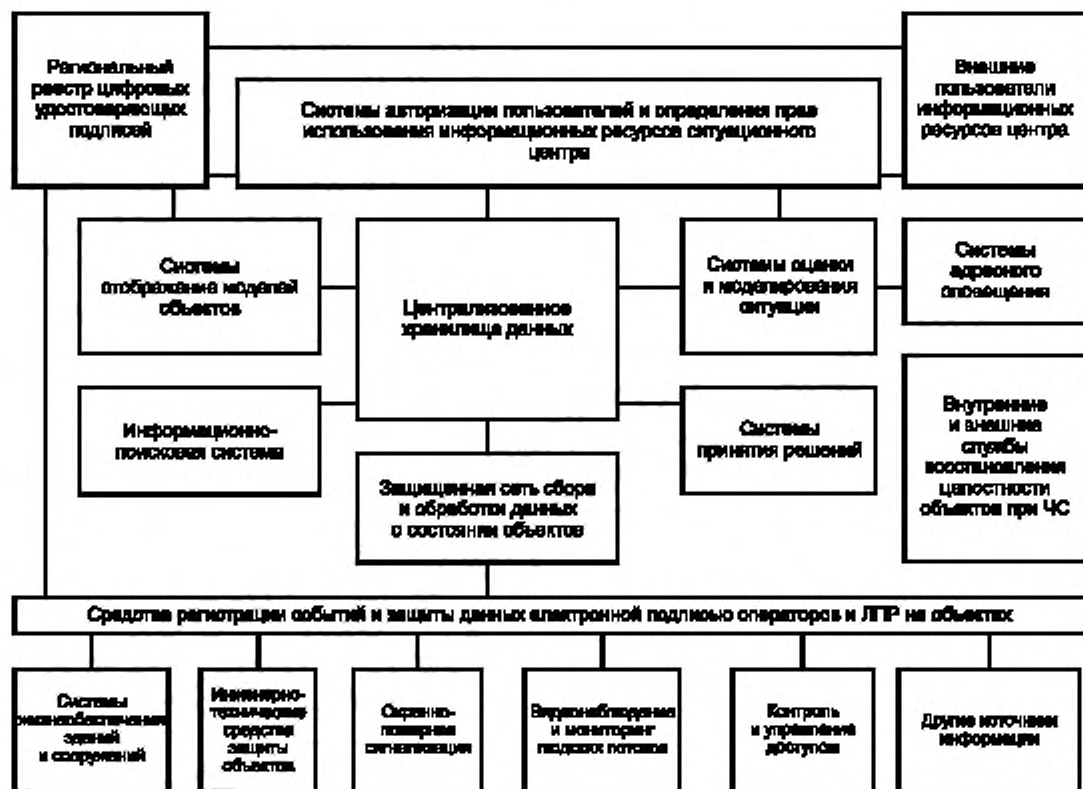 Региональный
реестр цифровых
удостоверяющих
подписей
Системы авторизации пользователей и определения прав
использования информационных ресурсов ситуационного
центра
Внешние
пользователи
информационных
ресурсов центра
Системы
отображение моделей
объектов
Централизованное
хранилище данных
Системы оценки
и моделирования
ситуации
Системы
адресного
оповещения
Информационно-
поисковая система
Защищенная сеть сбора
и обработки данных
о состоянии объектов
Системы
принятия решений
Внутренние
и внешние
службы
восстановления
целостности
объектов при ЧС
Средства регистрации событий и защиты данных электронной подписью операторов и ЛПР на объектах
Системы
жизнеобеспечения
зданий
и сооружений
Инженерно-
технические
средства
защиты
объектов
Охранно-
пожарная
сигнализация
Видеонаблюдение
и мониторинг
людских потоков
Контроль
и управление
доступом
Другие источники
информации